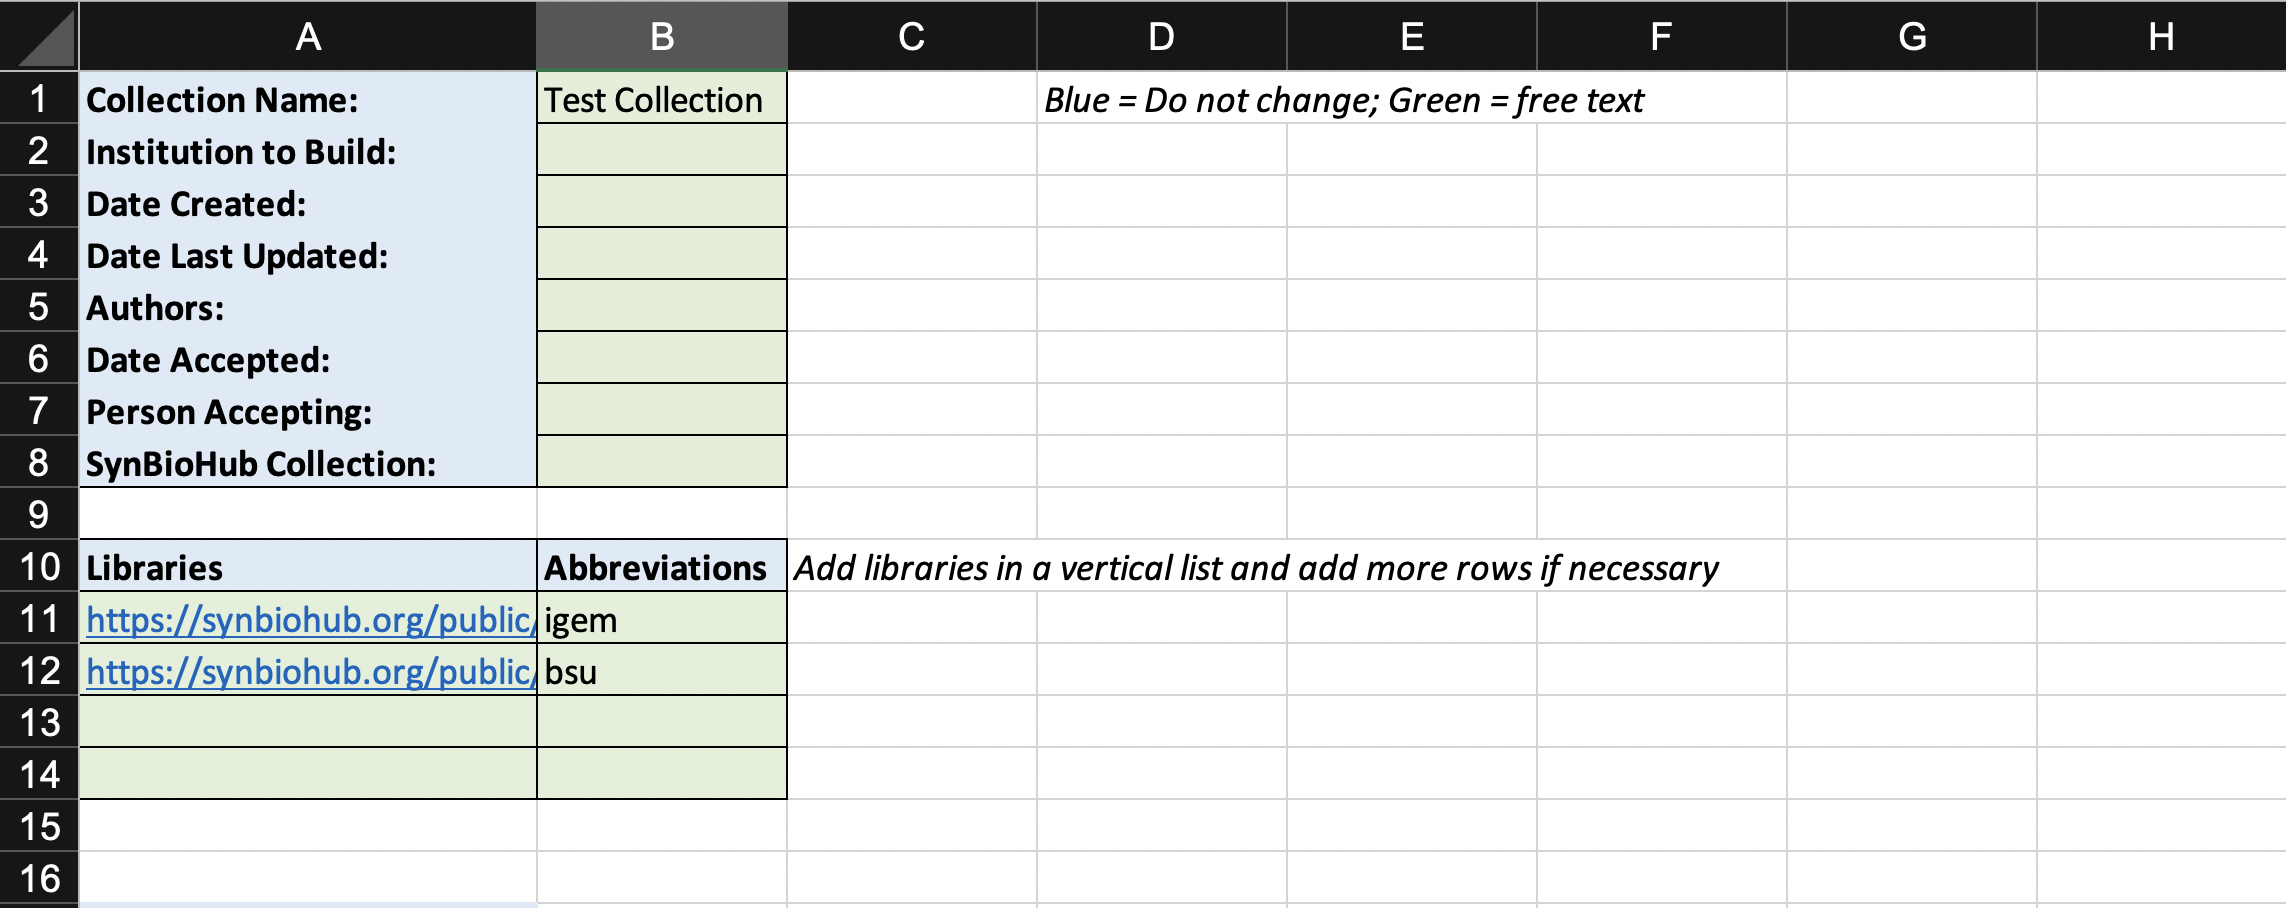 A B C D E F G H
1 Collection Name: Test Collection Blue = Do not change; Green = free text
2 Institution to Build:
3 Date Created:
4 Date Last Updated:
5 Authors:
6 Date Accepted:
7 Person Accepting:
8 SynBioHub Collection:
9
10 Libraries Abbreviations Add libraries in a vertical list and add more rows if necessary
11 https://synbiohub.org/public/ igem
12 https://synbiohub.org/public/ bsu
13
14
15
16